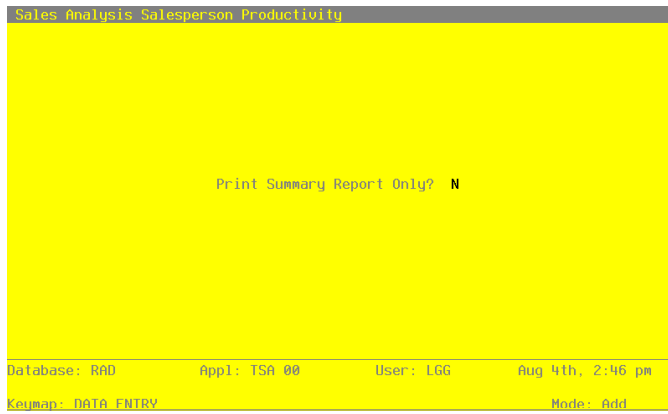 Sales Analysis Salesperson Productivity
Print Summary Report Only? N
Database: RAD Appl: TSA 00 User: LGG Aug 4th, 2:46 pm
Keymap: DATA ENTRY Mode: Add